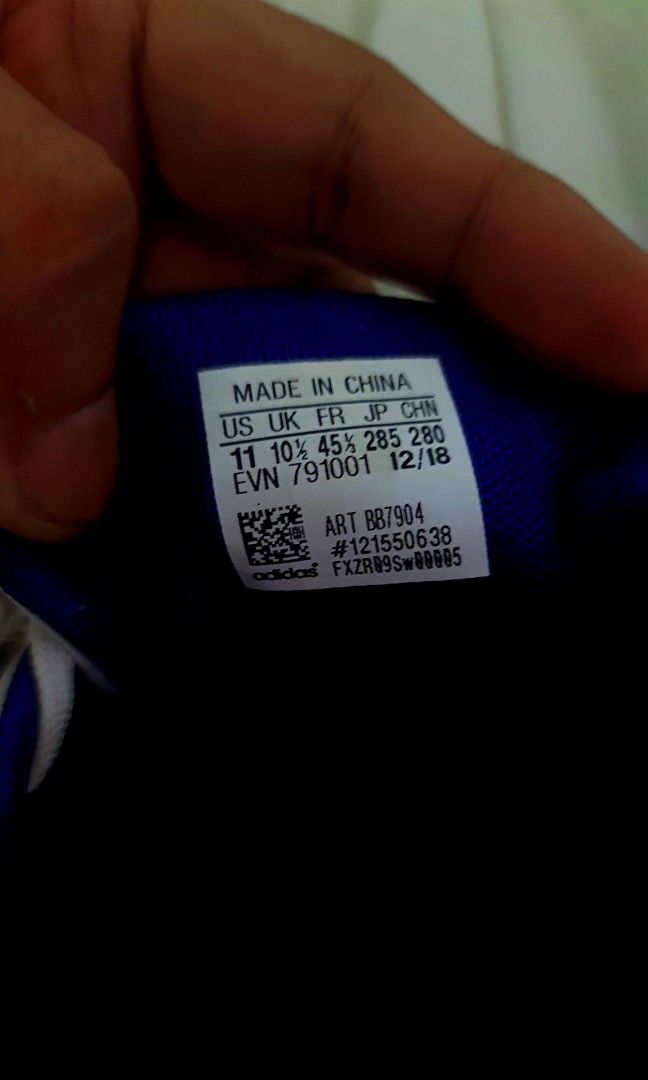 MADE IN CHINA
US UK FR JP CHN
11 10½ 45⅓ 285 280
EVN 791001 12/18
ART BB7904
#121550638
FXZR09Sw00005
adidas